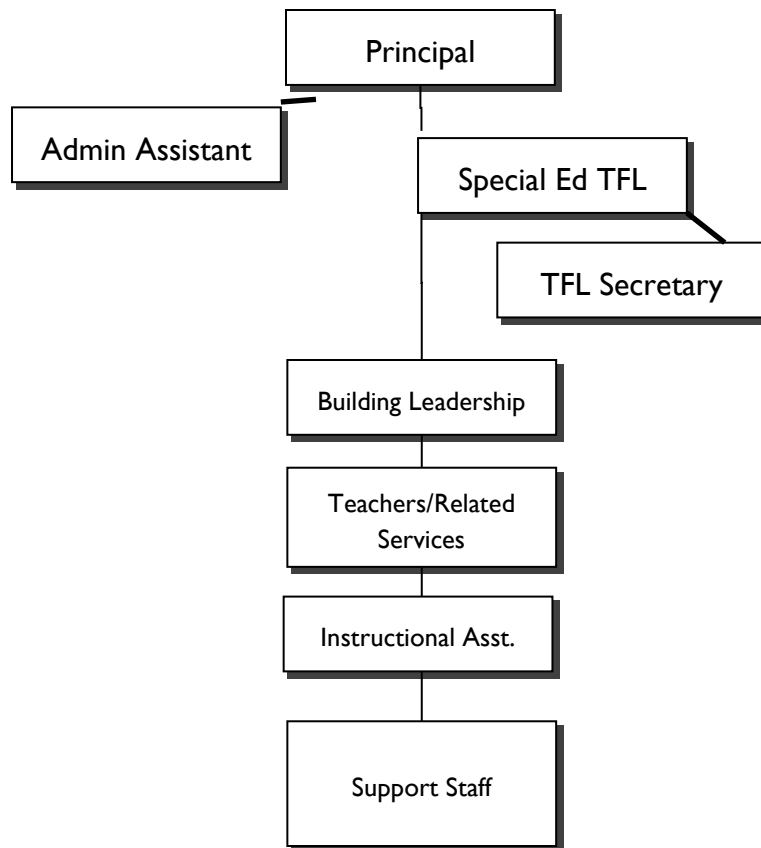 Principal
Admin Assistant
Special Ed TFL
TFL Secretary
Building Leadership
Teachers/Related
Services
Instructional Asst.
Support Staff